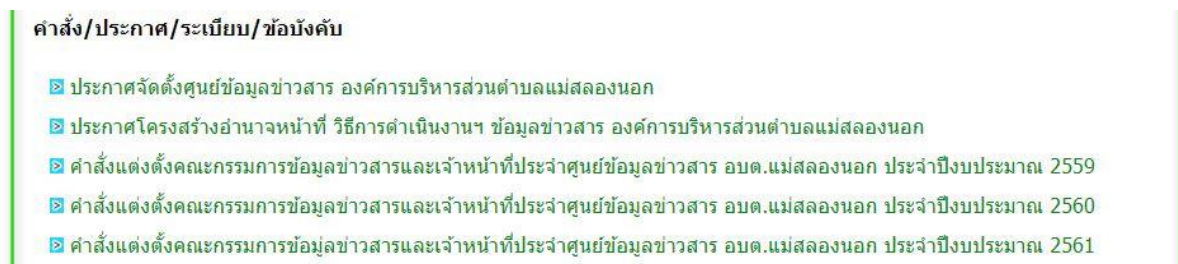 คำสั่ง/ประกาศ/ระเบียบ/ข้อบังคับ
ประกาศจัดตั้งศูนย์ข้อมูลข่าวสาร องค์การบริหารส่วนตำบลแม่สลองนอก
ประกาศโครงสร้างอำนาจหน้าที่ วิธีการดำเนินงานฯ ข้อมูลข่าวสาร องค์การบริหารส่วนตำบลแม่สลองนอก
คำสั่งแต่งตั้งคณะกรรมการข้อมูลข่าวสารและเจ้าหน้าที่ประจำศูนย์ข้อมูลข่าวสาร อบต.แม่สลองนอก ประจำปีงบประมาณ 2559
คำสั่งแต่งตั้งคณะกรรมการข้อมูลข่าวสารและเจ้าหน้าที่ประจำศูนย์ข้อมูลข่าวสาร อบต.แม่สลองนอก ประจำปีงบประมาณ 2560
คำสั่งแต่งตั้งคณะกรรมการข้อมูลข่าวสารและเจ้าหน้าที่ประจำศูนย์ข้อมูลข่าวสาร อบต.แม่สลองนอก ประจำปีงบประมาณ 2561